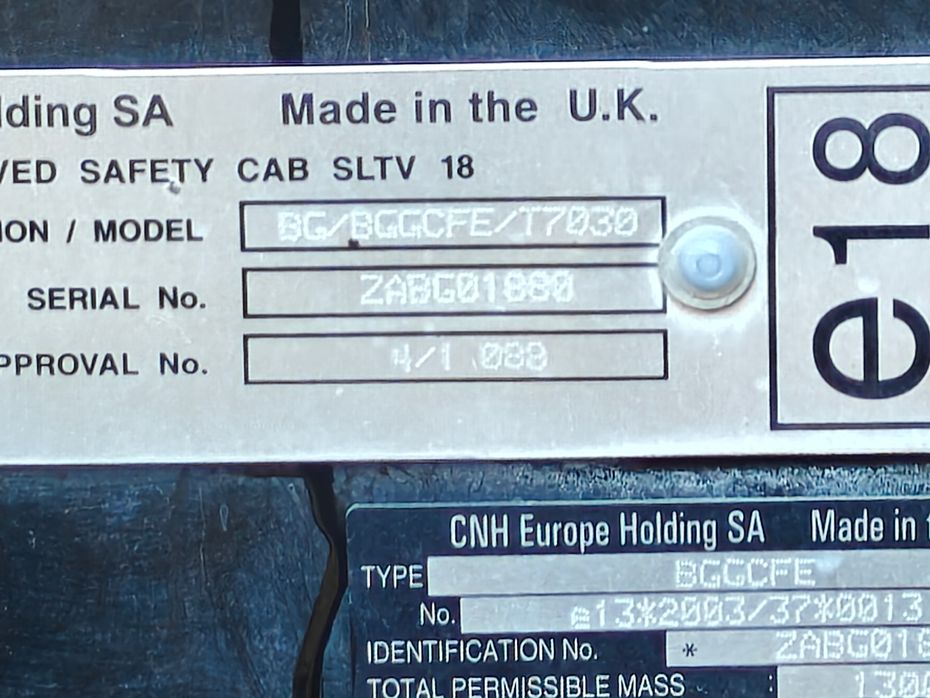 lding SA Made in the U.K.
VED SAFETY CAB SLTV 18
ION / MODEL BG/BGGCFE/T7030
SERIAL No. ZABG01880
PPROVAL No. 4/1 088
e18
CNH Europe Holding SA Made in
TYPE BGGCFE
No. e13*2003/37*0013
IDENTIFICATION No. * ZABG018
TOTAL PERMISSIBLE MASS : 130